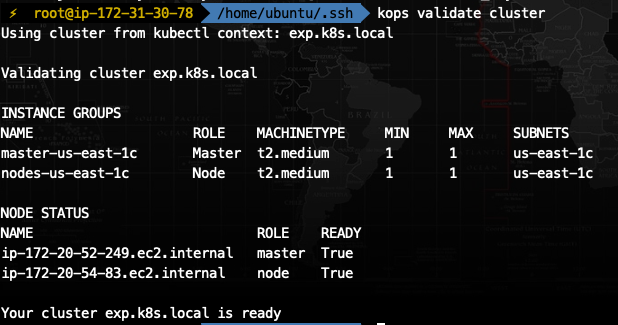 ⚡ root@ip-172-31-30-78 /home/ubuntu/.ssh kops validate cluster
Using cluster from kubectl context: exp.k8s.local
Validating cluster exp.k8s.local
INSTANCE GROUPS
NAME ROLE MACHINETYPE MIN MAX SUBNETS
master-us-east-1c Master t2.medium 1 1 us-east-1c
nodes-us-east-1c Node t2.medium 1 1 us-east-1c
NODE STATUS
NAME ROLE READY
ip-172-20-52-249.ec2.internal master True
ip-172-20-54-83.ec2.internal node True
Your cluster exp.k8s.local is ready